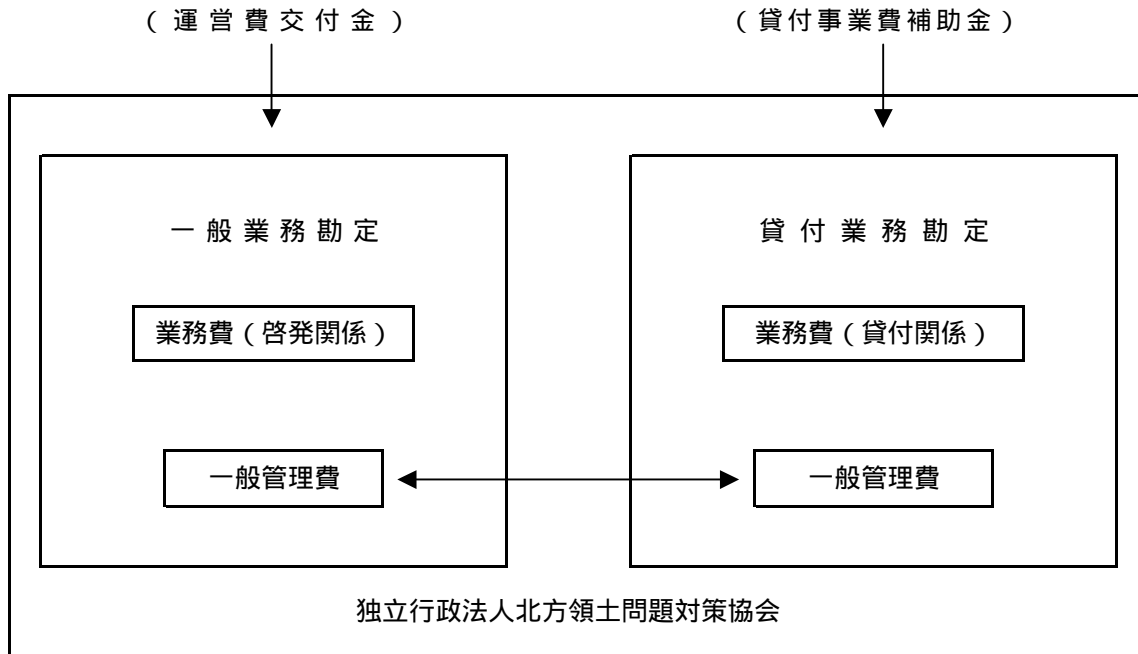 （運営費交付金）
（貸付事業費補助金）
一般業務勘定
貸付業務勘定
業務費（啓発関係）
業務費（貸付関係）
一般管理費
一般管理費
独立行政法人北方領土問題対策協会